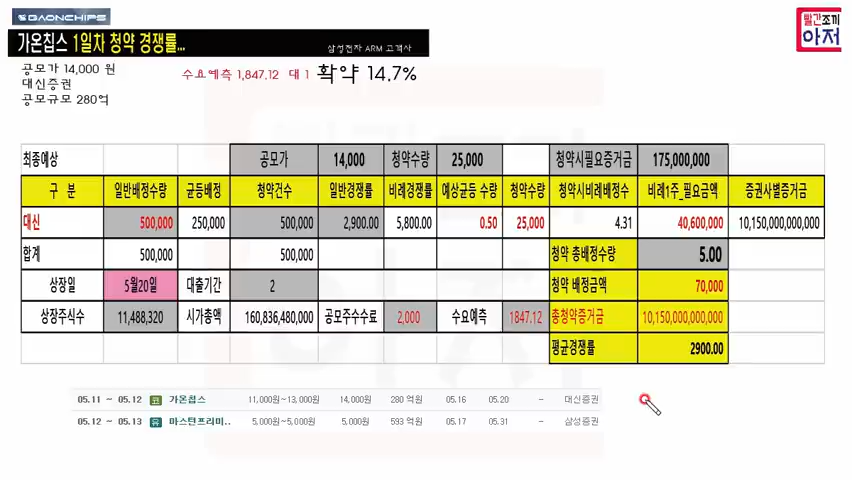 GAONCHIPS
가온칩스 1일차 청약 경쟁률... 삼성전자 ARM 고객사
빨간조끼
아저
공모가 14,000 원
대신증권
공모규모 280억
수요예측 1,847.12 대 1 확약 14.7%
최종예상 공모가 14,000 청약수량 25,000 청약시필요증거금 175,000,000
구 분 일반배정수량 균등배정 청약건수 일반경쟁률 비례경쟁률 예상균등 수량 청약수량 청약시비례배정수 비례1주_필요금액 증권사별증거금
대신 500,000 250,000 500,000 2,900.00 5,800.00 0.50 25,000 4.31 40,600,000 10,150,000,000,000
합계 500,000 500,000 청약 총배정수량 5.00
상장일 5월20일 대출기간 2 청약 배정금액 70,000
상장주식수 11,488,320 시가총액 160,836,480,000 공모주수수료 2,000 수요예측 1847.12 총청약증거금 10,150,000,000,000
평균경쟁률 2900.00
05.11 ~ 05.12 코 가온칩스 11,000원~13,000원 14,000원 280 억원 05.16 05.20 - 대신증권
05.12 ~ 05.13 유 마스턴프리미.. 5,000원~5,000원 5,000원 593 억원 05.17 05.31 - 삼성증권